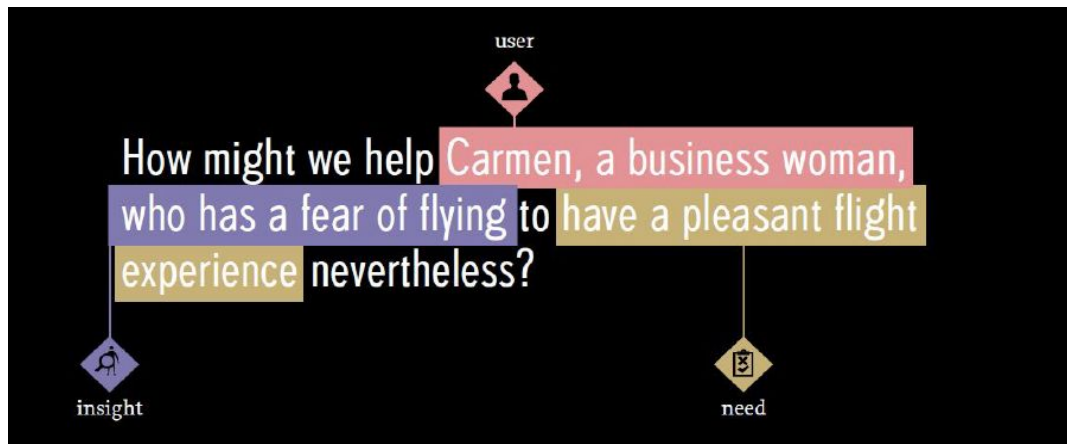 user
How might we help Carmen, a business woman,
who has a fear of flying to have a pleasant flight
experience nevertheless?
insight
need